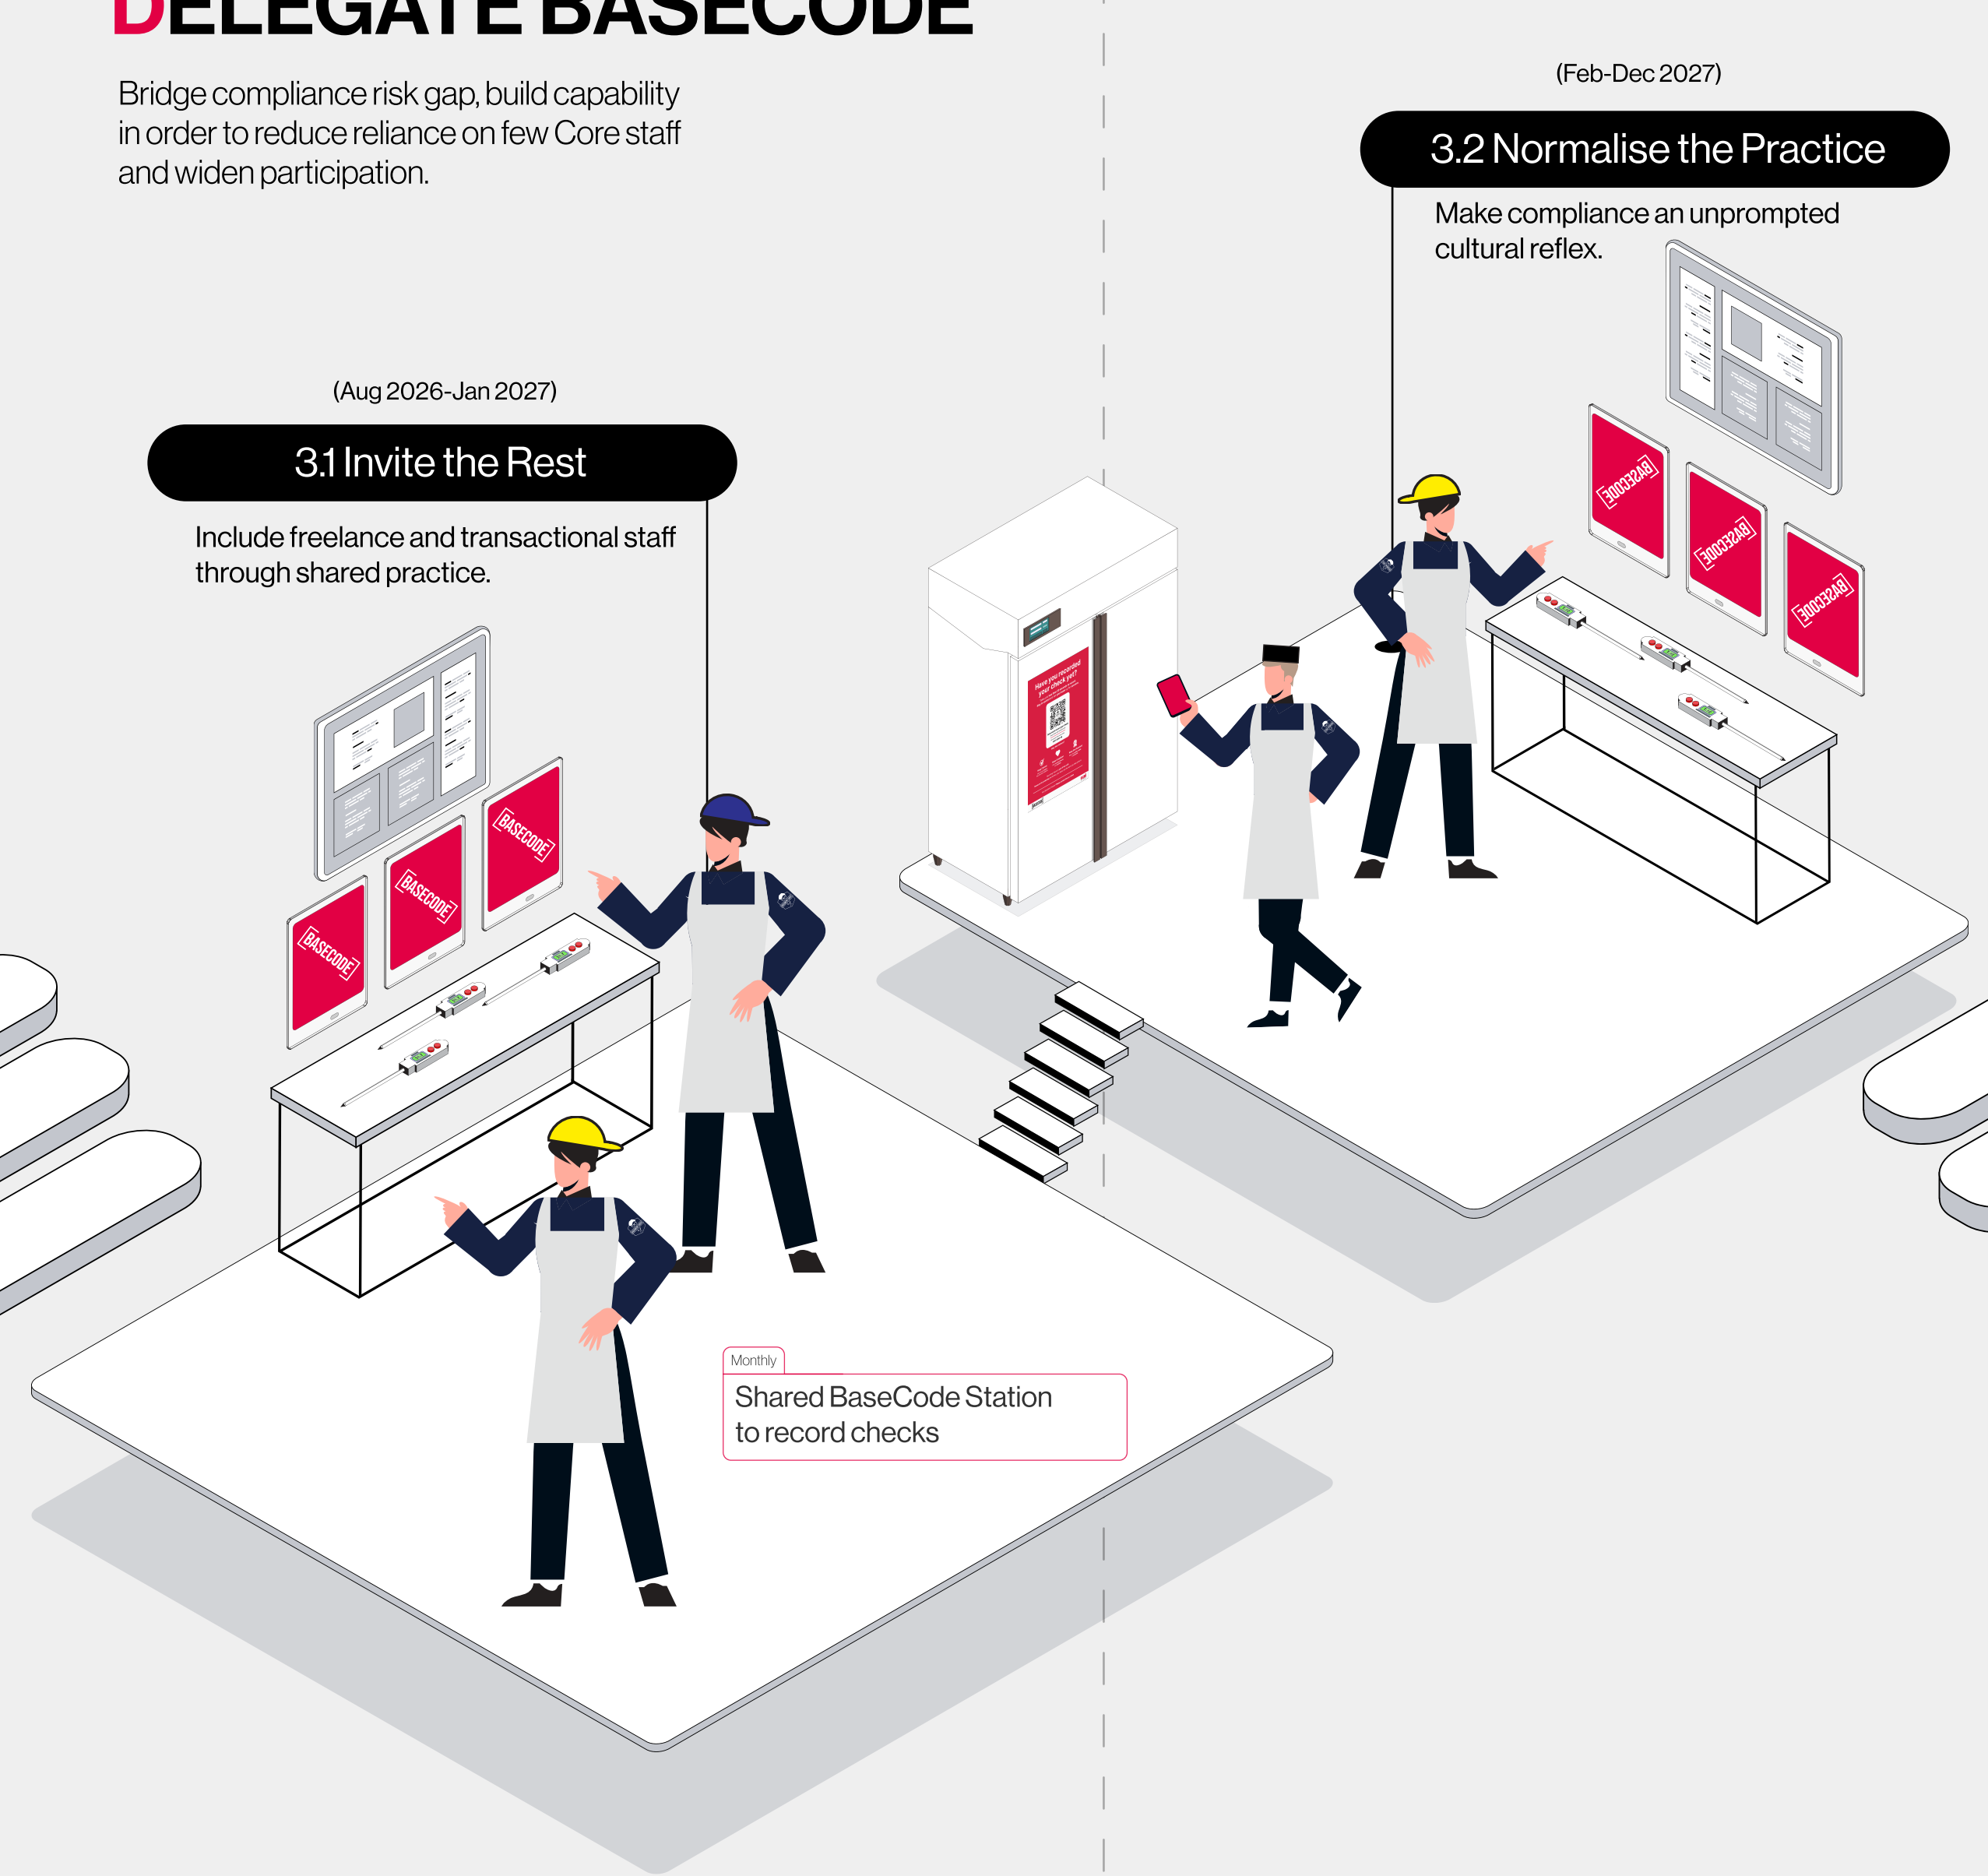 DELEGATE BASECODE
Bridge compliance risk gap, build capability
in order to reduce reliance on few Core staff
and widen participation.
(Aug 2026-Jan 2027)
3.1 Invite the Rest
Include freelance and transactional staff
through shared practice.
[BASECODE]
[BASECODE]
[BASECODE]
Monthly
Shared BaseCode Station
to record checks
(Feb-Dec 2027)
3.2 Normalise the Practice
Make compliance an unprompted
cultural reflex.
Have you recorded
your check yet?
[BASECODE]
[BASECODE]
[BASECODE]